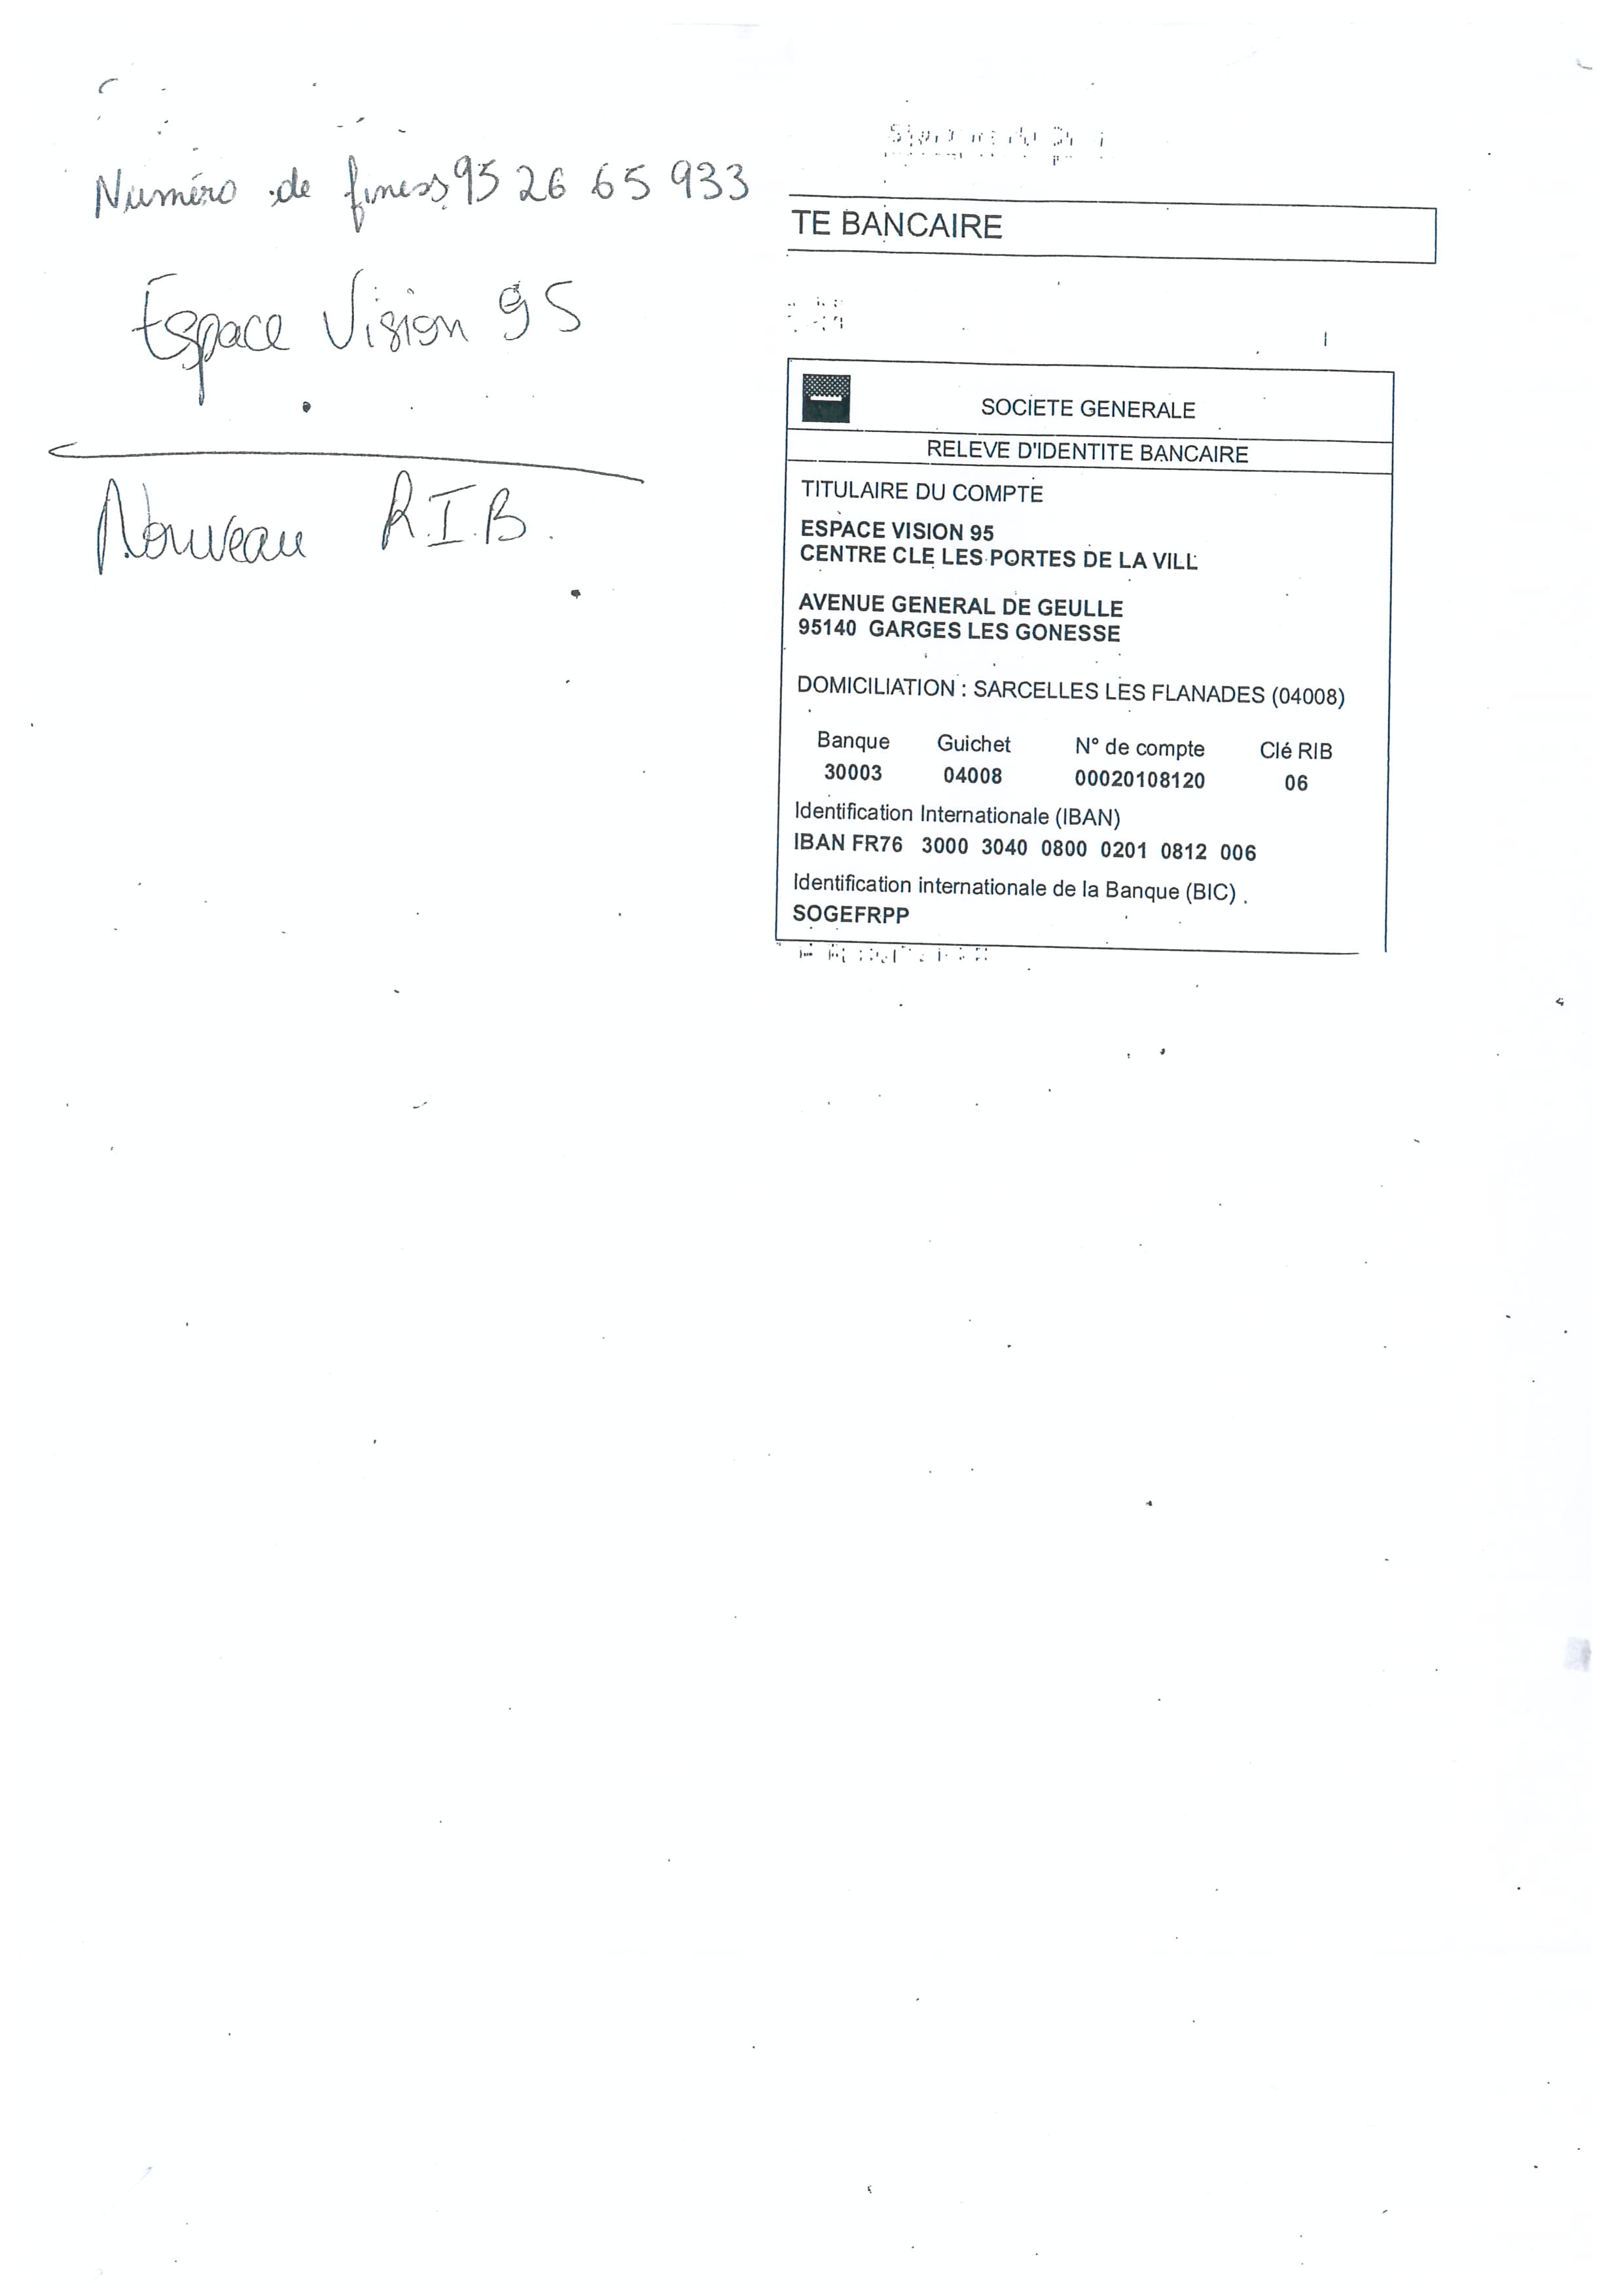 Numéro de finess 95 26 65 933
Espace Vision 95
Nouveau R.I.B.
TE BANCAIRE
SOCIETE GENERALE
RELEVE D'IDENTITE BANCAIRE
TITULAIRE DU COMPTE
ESPACE VISION 95
CENTRE CLE LES PORTES DE LA VILL
AVENUE GENERAL DE GEULLE
95140 GARGES LES GONESSE
DOMICILIATION : SARCELLES LES FLANADES (04008)
Banque Guichet N° de compte Clé RIB
30003 04008 00020108120 06
Identification Internationale (IBAN)
IBAN FR76 3000 3040 0800 0201 0812 006
Identification internationale de la Banque (BIC)
SOGEFRPP